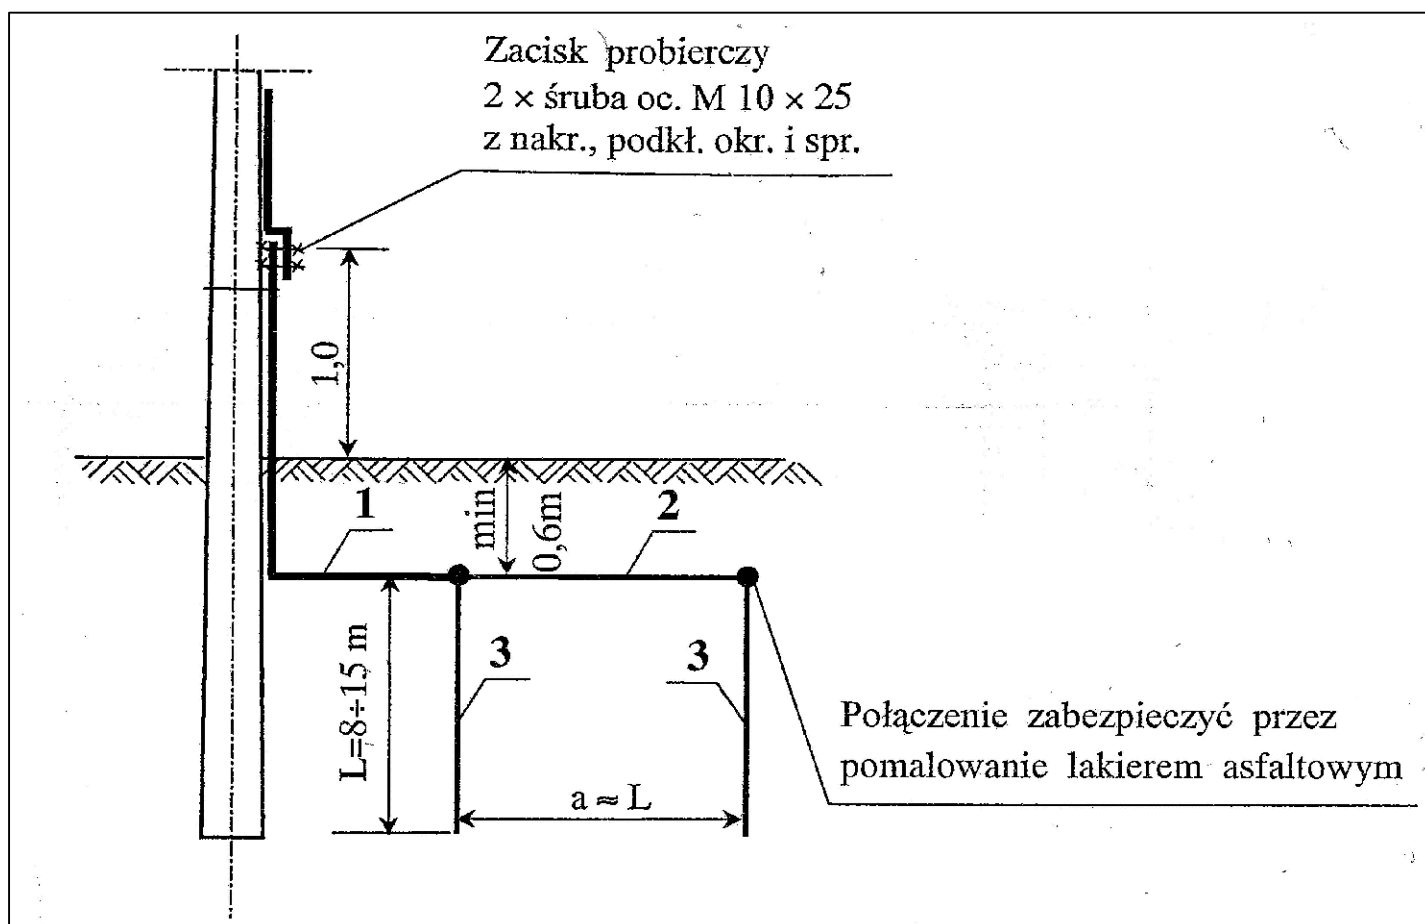 Zacisk probierczy
2 × śruba oc. M 10 × 25
z nakr., podkł. okr. i spr.
1,0
1
min
0,6m
2
L=8÷15 m
3
3
a ≈ L
Połączenie zabezpieczyć przez
pomalowanie lakierem asfaltowym